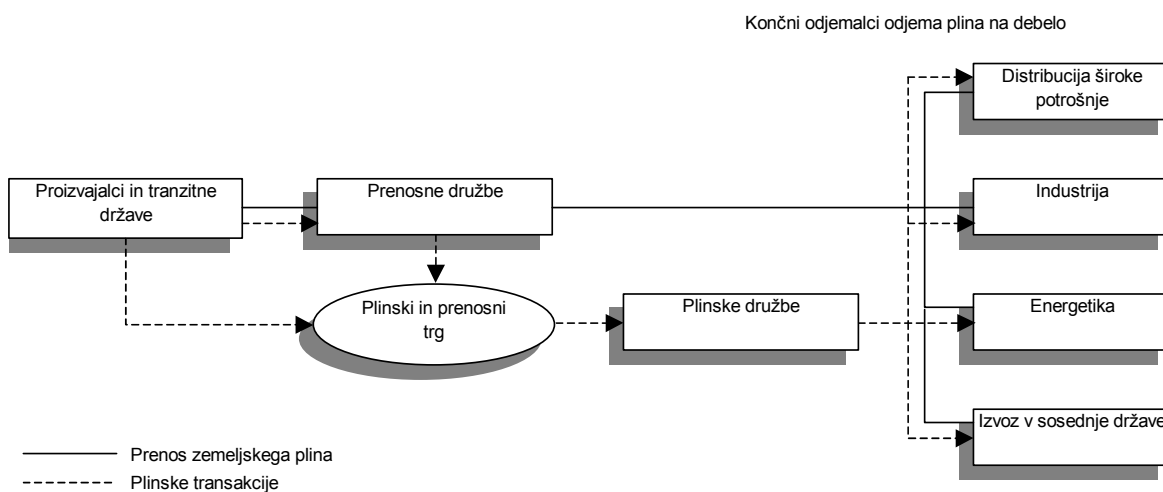 Končni odjemalci odjema plina na debelo
Distribucija široke
potrošnje
Proizvajalci in tranzitne
države
Prenosne družbe
Industrija
Plinski in prenosni
trg
Plinske družbe
Energetika
Izvoz v sosednje države
Prenos zemeljskega plina
Plinske transakcije